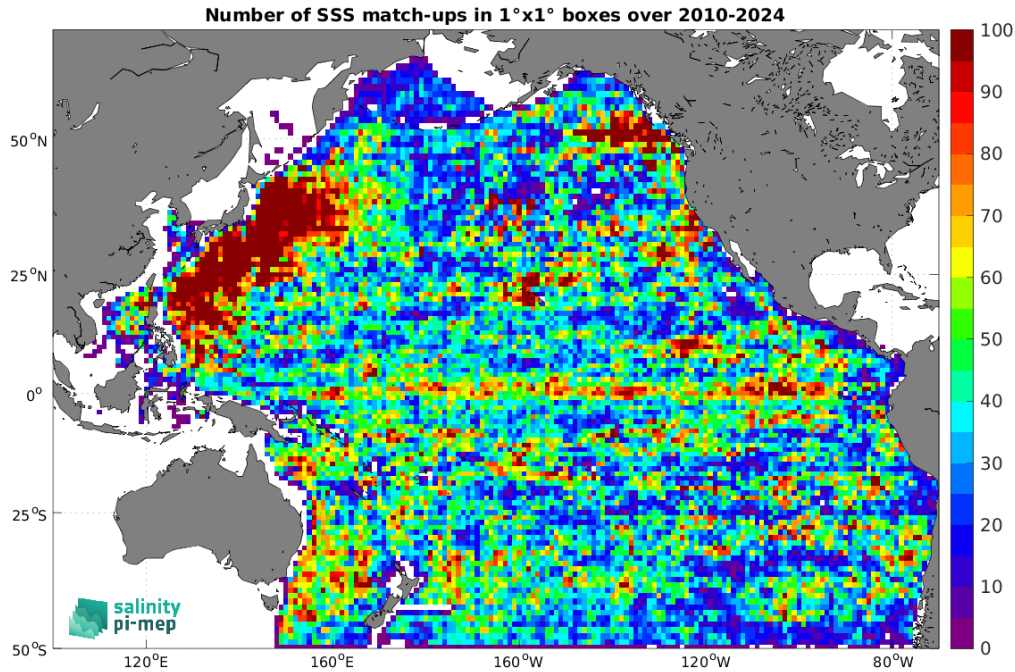 Number of SSS match-ups in 1°x1° boxes over 2010-2024
50°N
25°N
0°
25°S
50°S
120°E
160°E
160°W
120°W
80°W
100
90
80
70
60
50
40
30
20
10
0
salinity
pi-mep